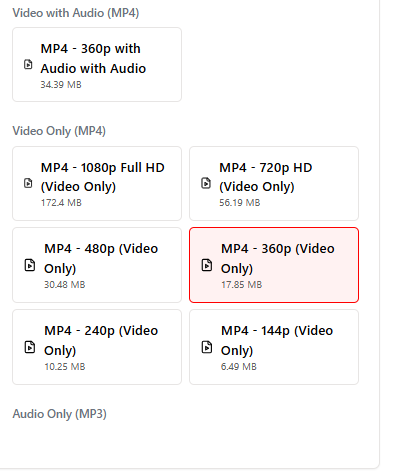 Video with Audio (MP4)
MP4 - 360p with
Audio with Audio
34.39 MB
Video Only (MP4)
MP4 - 1080p Full HD
(Video Only)
172.4 MB
MP4 - 720p HD
(Video Only)
56.19 MB
MP4 - 480p (Video
Only)
30.48 MB
MP4 - 360p (Video
Only)
17.85 MB
MP4 - 240p (Video
Only)
10.25 MB
MP4 - 144p (Video
Only)
6.49 MB
Audio Only (MP3)